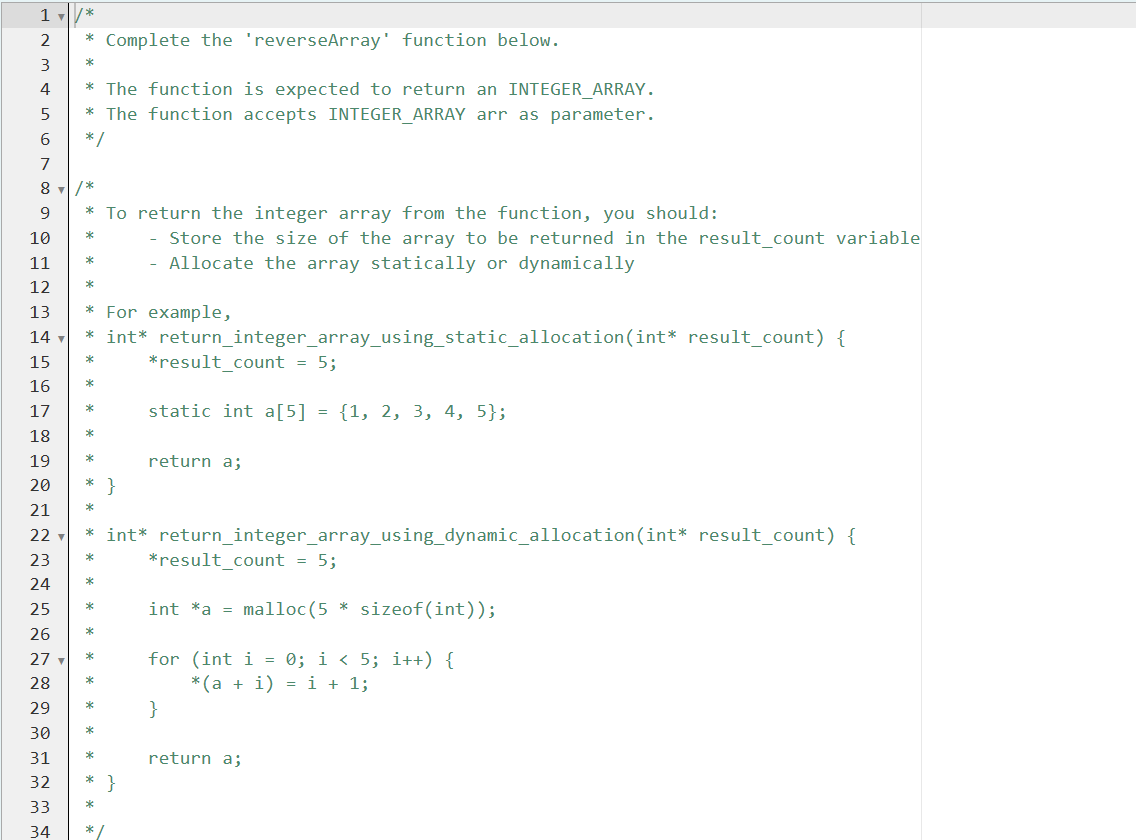 1 /*
2 * Complete the 'reverseArray' function below.
3 *
4 * The function is expected to return an INTEGER_ARRAY.
5 * The function accepts INTEGER_ARRAY arr as parameter.
6 */
7
8 /*
9 * To return the integer array from the function, you should:
10 *     - Store the size of the array to be returned in the result_count variable
11 *     - Allocate the array statically or dynamically
12 *
13 * For example,
14 * int* return_integer_array_using_static_allocation(int* result_count) {
15 *     *result_count = 5;
16 *
17 *     static int a[5] = {1, 2, 3, 4, 5};
18 *
19 *     return a;
20 * }
21 *
22 * int* return_integer_array_using_dynamic_allocation(int* result_count) {
23 *     *result_count = 5;
24 *
25 *     int *a = malloc(5 * sizeof(int));
26 *
27 *     for (int i = 0; i < 5; i++) {
28 *         *(a + i) = i + 1;
29 *     }
30 *
31 *     return a;
32 * }
33 *
34 */